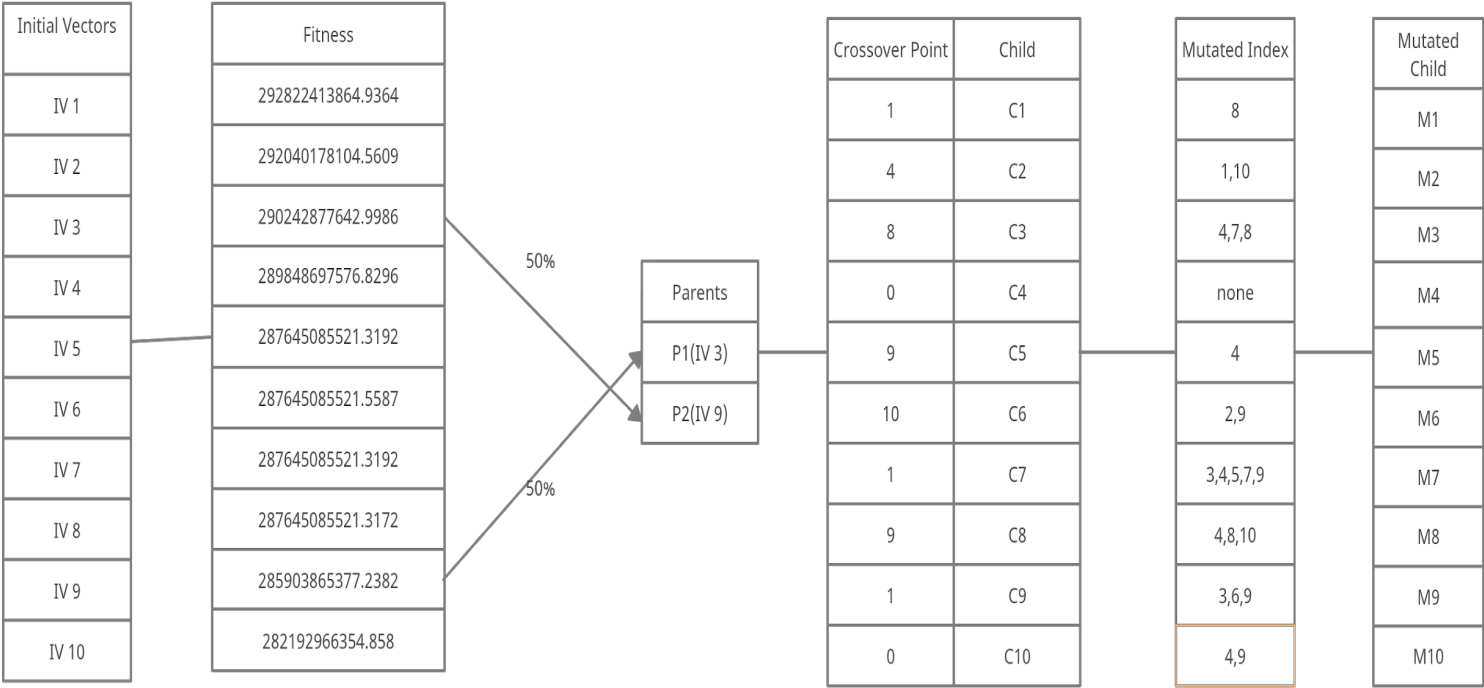 Initial Vectors
IV 1
IV 2
IV 3
IV 4
IV 5
IV 6
IV 7
IV 8
IV 9
IV 10
Fitness
292822413864.9364
292040178104.5609
290242877642.9986
289848697576.8296
287645085521.3192
287645085521.5587
287645085521.3192
287645085521.3172
285903865377.2382
282192966354.858
50%
50%
Parents
P1(IV 3)
P2(IV 9)
Crossover Point Child
1 C1
4 C2
8 C3
0 C4
9 C5
10 C6
1 C7
9 C8
1 C9
0 C10
Mutated Index
8
1,10
4,7,8
none
4
2,9
3,4,5,7,9
4,8,10
3,6,9
4,9
Mutated
Child
M1
M2
M3
M4
M5
M6
M7
M8
M9
M10